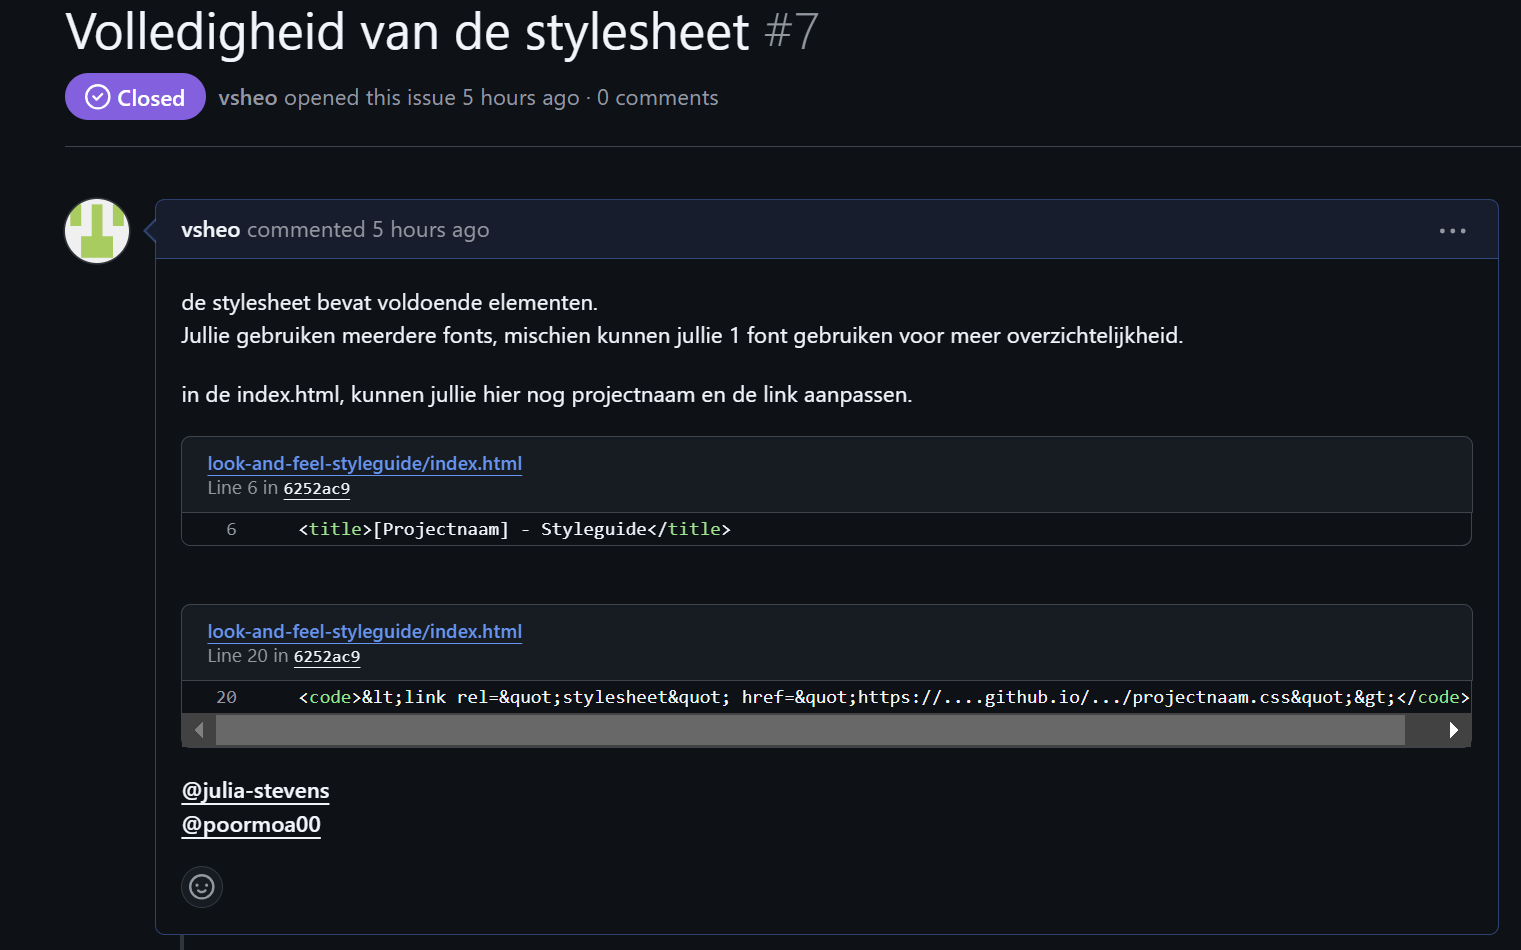 Volledigheid van de stylesheet #7
Closed vsheo opened this issue 5 hours ago · 0 comments
vsheo commented 5 hours ago
de stylesheet bevat voldoende elementen.
Jullie gebruiken meerdere fonts, mischien kunnen jullie 1 font gebruiken voor meer overzichtelijkheid.
in de index.html, kunnen jullie hier nog projectnaam en de link aanpassen.
look-and-feel-styleguide/index.html
Line 6 in 6252ac9
6 <title>[Projectnaam] - Styleguide</title>
look-and-feel-styleguide/index.html
Line 20 in 6252ac9
20 <code>&lt;link rel=&quot;stylesheet&quot; href=&quot;https://....github.io/.../projectnaam.css&quot;&gt;</code>
@julia-stevens
@poormoa00